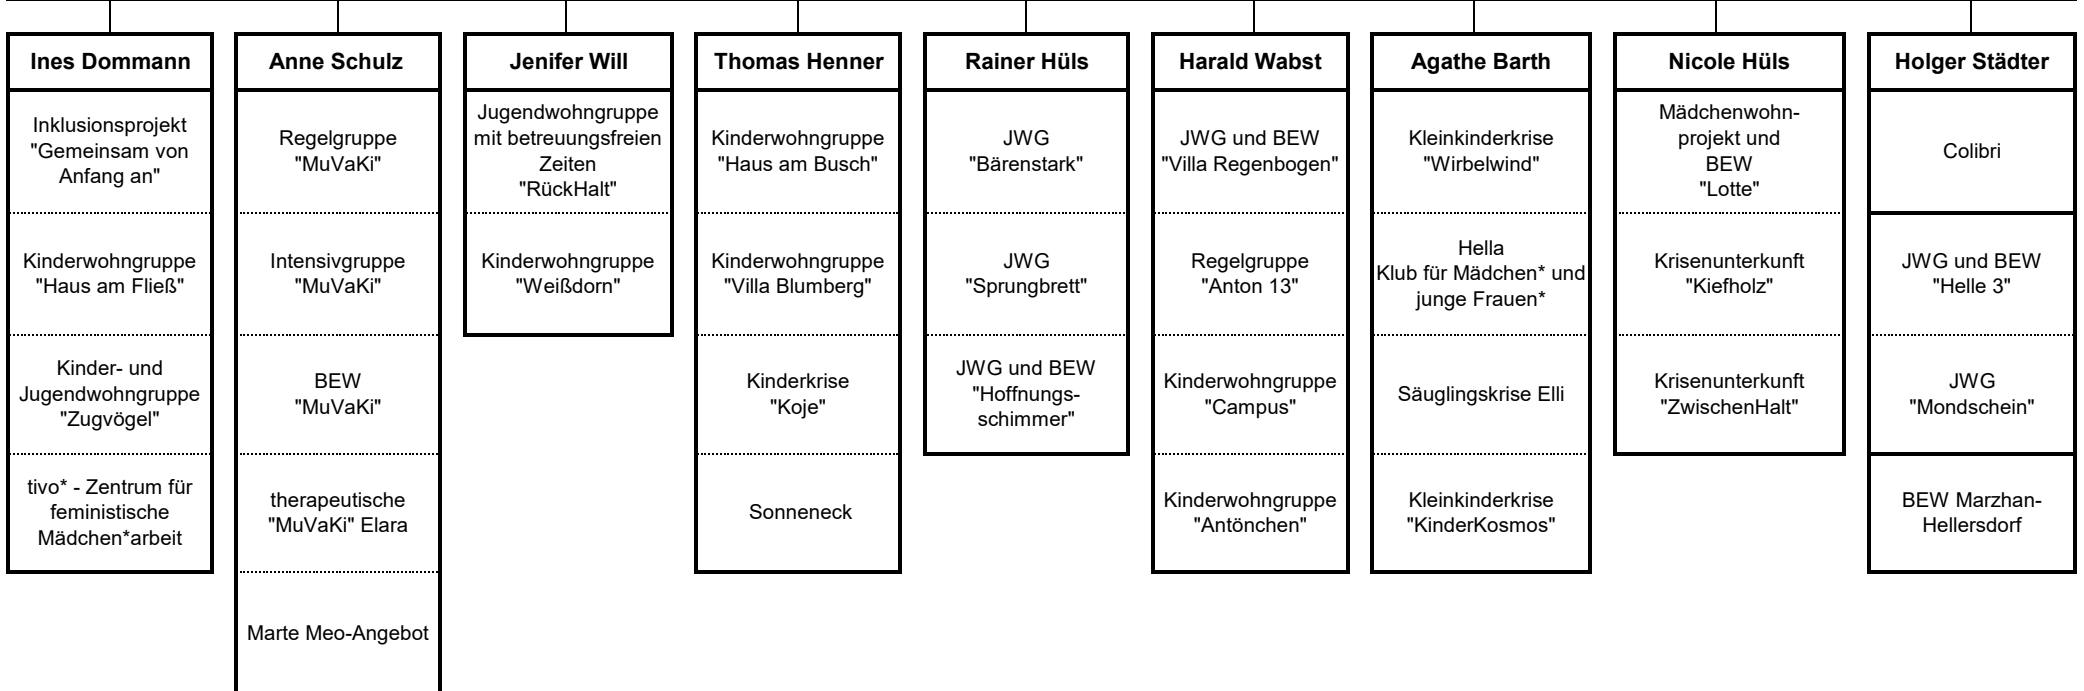 Ines Dommann
Inklusionsprojekt
"Gemeinsam von
Anfang an"
Kinderwohngruppe
"Haus am Fließ"
Kinder- und
Jugendwohngruppe
"Zugvögel"
tivo* - Zentrum für
feministische
Mädchen*arbeit
Anne Schulz
Regelgruppe
"MuVaKi"
Intensivgruppe
"MuVaKi"
BEW
"MuVaKi"
therapeutische
"MuVaKi" Elara
Marte Meo-Angebot
Jenifer Will
Jugendwohngruppe
mit betreuungsfreien
Zeiten
"RückHalt"
Kinderwohngruppe
"Weißdorn"
Thomas Henner
Kinderwohngruppe
"Haus am Busch"
Kinderwohngruppe
"Villa Blumberg"
Kinderkrise
"Koje"
Sonneneck
Rainer Hüls
JWG
"Bärenstark"
JWG
"Sprungbrett"
JWG und BEW
"Hoffnungs-
schimmer"
Harald Wabst
JWG und BEW
"Villa Regenbogen"
Regelgruppe
"Anton 13"
Kinderwohngruppe
"Campus"
Kinderwohngruppe
"Antönchen"
Agathe Barth
Kleinkinderkrise
"Wirbelwind"
Hella
Klub für Mädchen* und
junge Frauen*
Säuglingskrise Elli
Kleinkinderkrise
"KinderKosmos"
Nicole Hüls
Mädchenwohn-
projekt und
BEW
"Lotte"
Krisenunterkunft
"Kiefholz"
Krisenunterkunft
"ZwischenHalt"
Holger Städter
Colibri
JWG und BEW
"Helle 3"
JWG
"Mondschein"
BEW Marzhan-
Hellersdorf